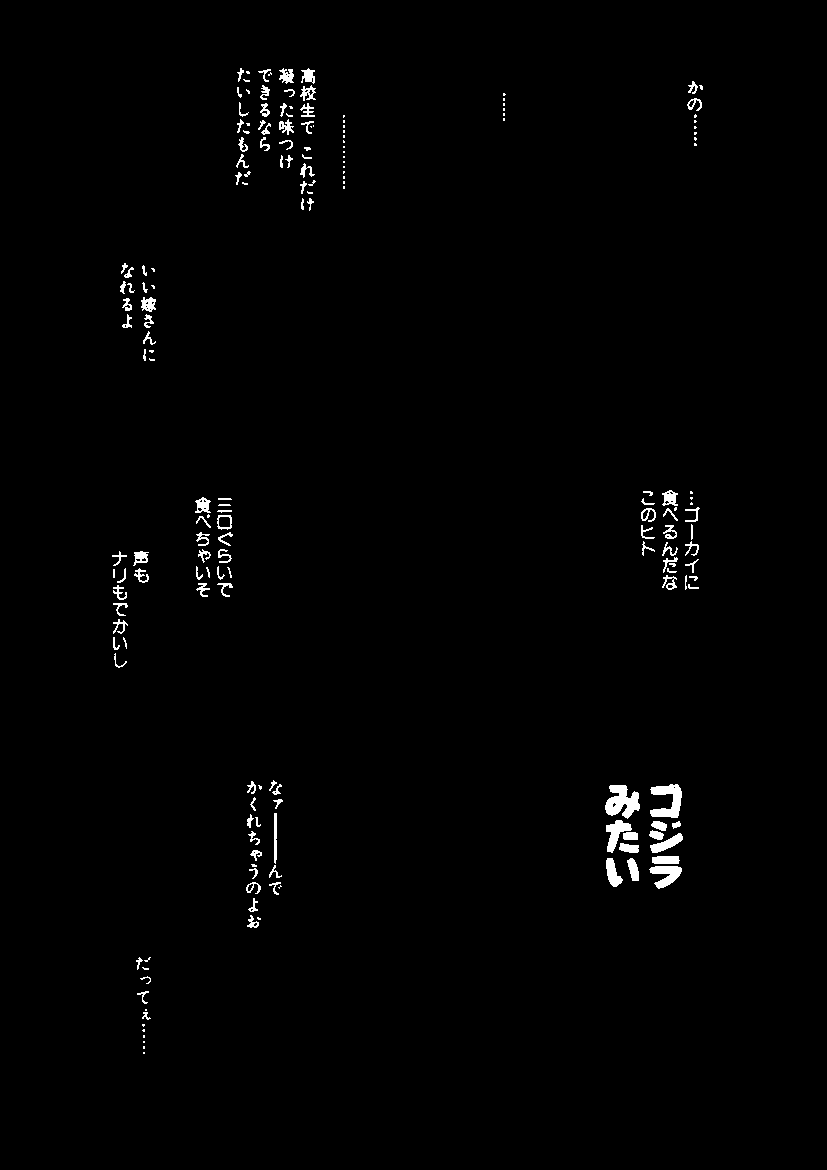 かの……
……
…………
高校生で これだけ
凝った味つけ
できるなら
たいしたもんだ
いい嫁さんに
なれるよ
…ゴーカイに
食べるんだな
このヒト
三口ぐらいで
食べちゃいそ
声も
ナリもでかいし
ゴジラ
みたい
なァ――んで
かくれちゃうのよお
だってぇ……